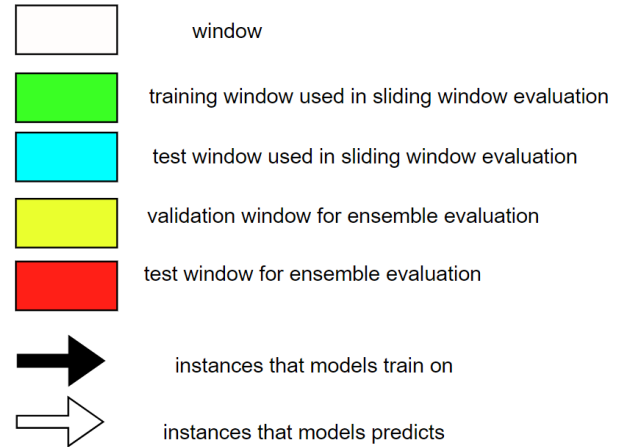 window
training window used in sliding window evaluation
test window used in sliding window evaluation
validation window for ensemble evaluation
test window for ensemble evaluation
instances that models train on
instances that models predicts